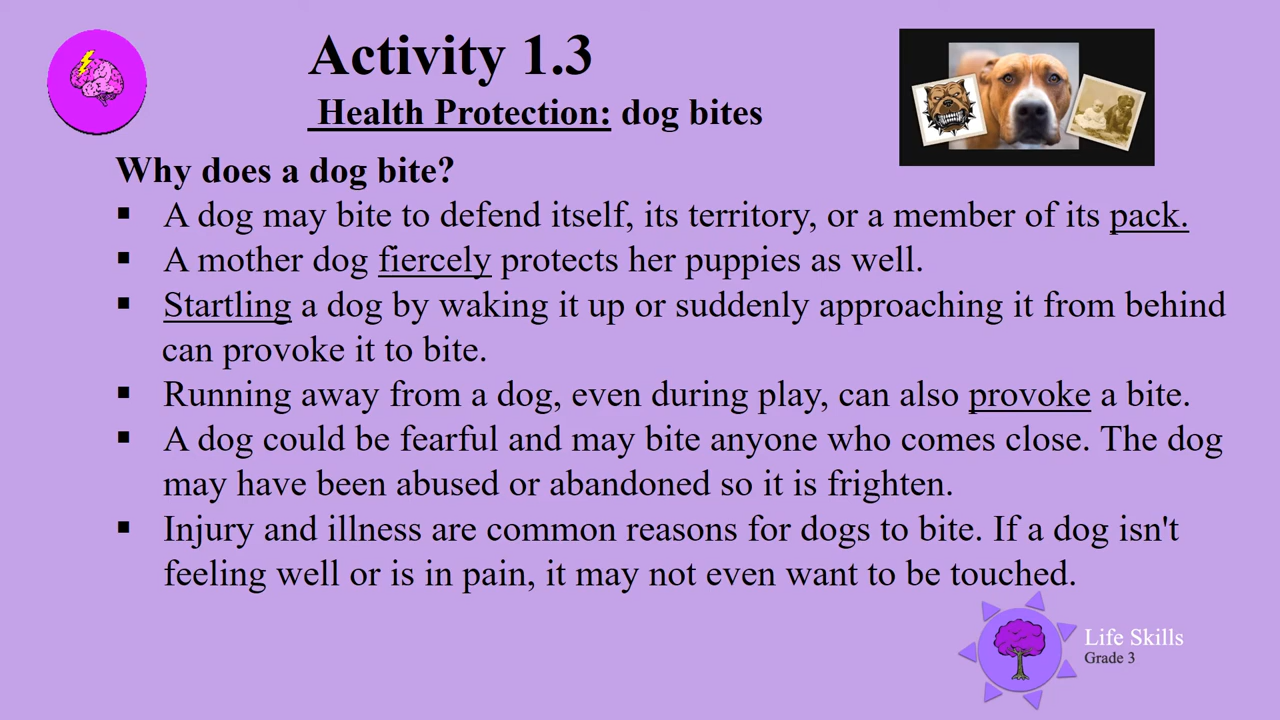 Activity 1.3
Health Protection: dog bites
Why does a dog bite?
▪ A dog may bite to defend itself, its territory, or a member of its pack.
▪ A mother dog fiercely protects her puppies as well.
▪ Startling a dog by waking it up or suddenly approaching it from behind
can provoke it to bite.
▪ Running away from a dog, even during play, can also provoke a bite.
▪ A dog could be fearful and may bite anyone who comes close. The dog
may have been abused or abandoned so it is frighten.
▪ Injury and illness are common reasons for dogs to bite. If a dog isn't
feeling well or is in pain, it may not even want to be touched.
Life Skills
Grade 3